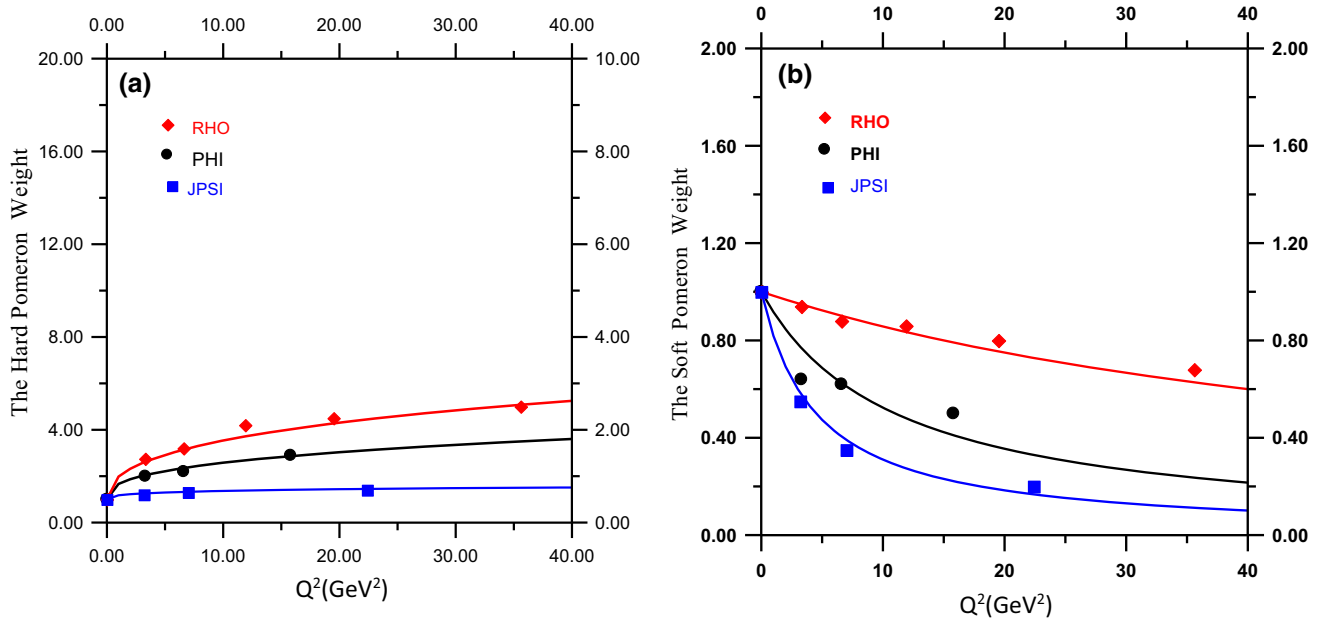 0.00 10.00 20.00 30.00 40.00
20.00 10.00
(a)
RHO
16.00 PHI 8.00
JPSI
12.00 6.00
8.00 4.00
4.00 2.00
0.00 0.00
0.00 10.00 20.00 30.00 40.00
The Hard Pomeron Weight
Q²(GeV²)
0 10 20 30 40
2.00 2.00
(b)
RHO
1.60 PHI 1.60
JPSI
1.20 1.20
0.80 0.80
0.40 0.40
0.00 0.00
0 10 20 30 40
The Soft Pomeron Weight
Q²(GeV²)